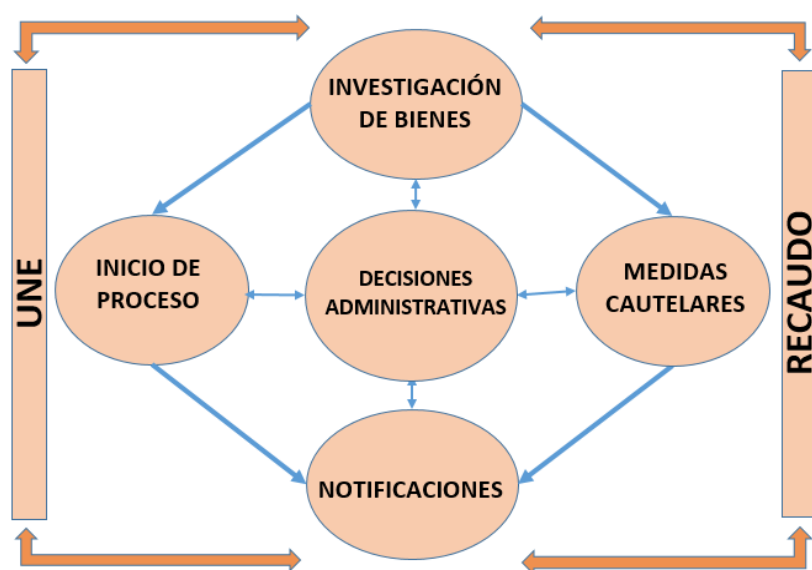 INVESTIGACIÓN
DE BIENES
UNE
INICIO DE
PROCESO
DECISIONES
ADMINISTRATIVAS
MEDIDAS
CAUTELARES
RECAUDO
NOTIFICACIONES